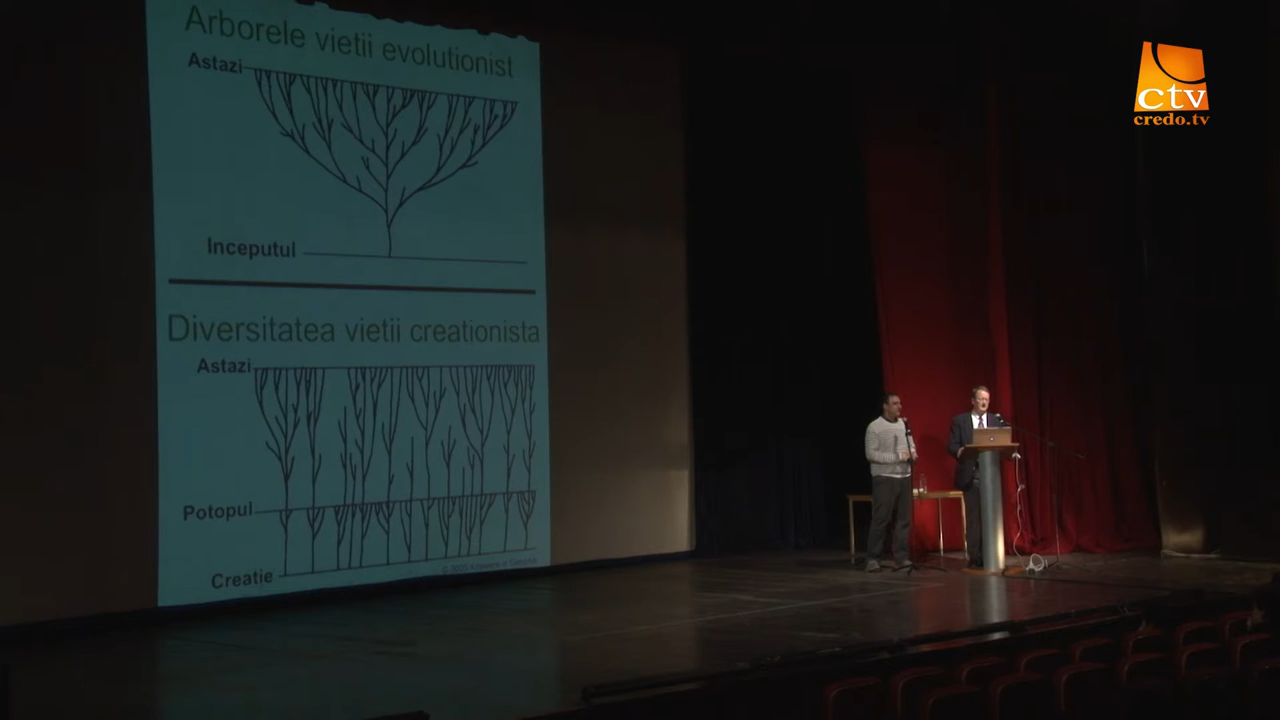 Arborele vietii evolutionist
Astazi
Inceputul
Diversitatea vietii creationista
Astazi
Potopul
Creatie
ctv
credo.tv